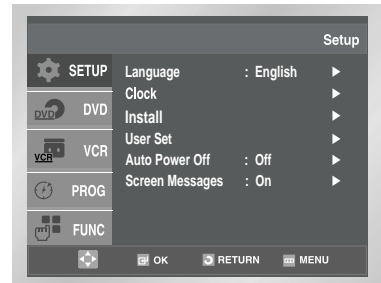 Setup
SETUP
DVD
DVD
VCR
VCR
PROG
FUNC
Language : English ►
Clock ►
Install ►
User Set ►
Auto Power Off : Off ►
Screen Messages : On ►
OK RETURN MENU